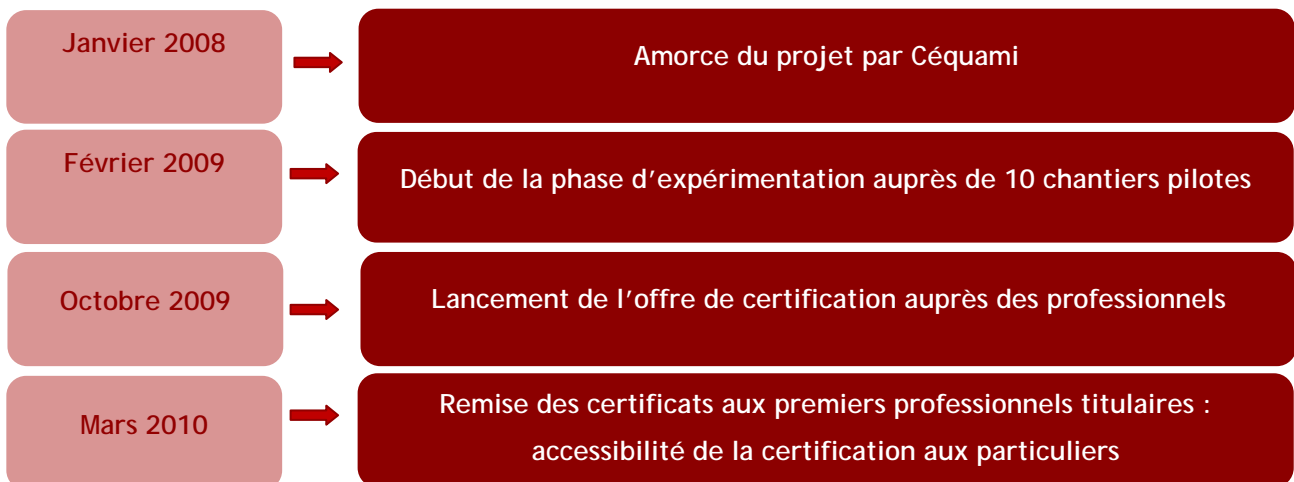 Janvier 2008
Amorce du projet par Céquami
Février 2009
Début de la phase d'expérimentation auprès de 10 chantiers pilotes
Octobre 2009
Lancement de l'offre de certification auprès des professionnels
Mars 2010
Remise des certificats aux premiers professionnels titulaires :
accessibilité de la certification aux particuliers